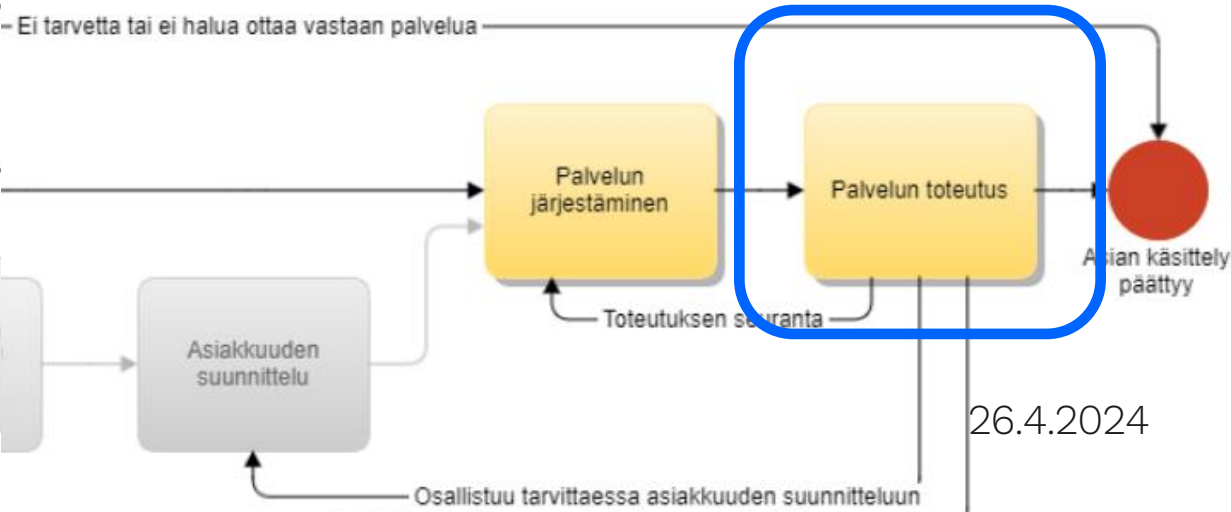 Ei tarvetta tai ei halua ottaa vastaan palvelua
Palvelun
järjestäminen
Palvelun toteutus
Asian käsittely
päättyy
Toteutuksen seuranta
Asiakkuuden
suunnittelu
26.4.2024
Osallistuu tarvittaessa asiakkuuden suunnitteluun